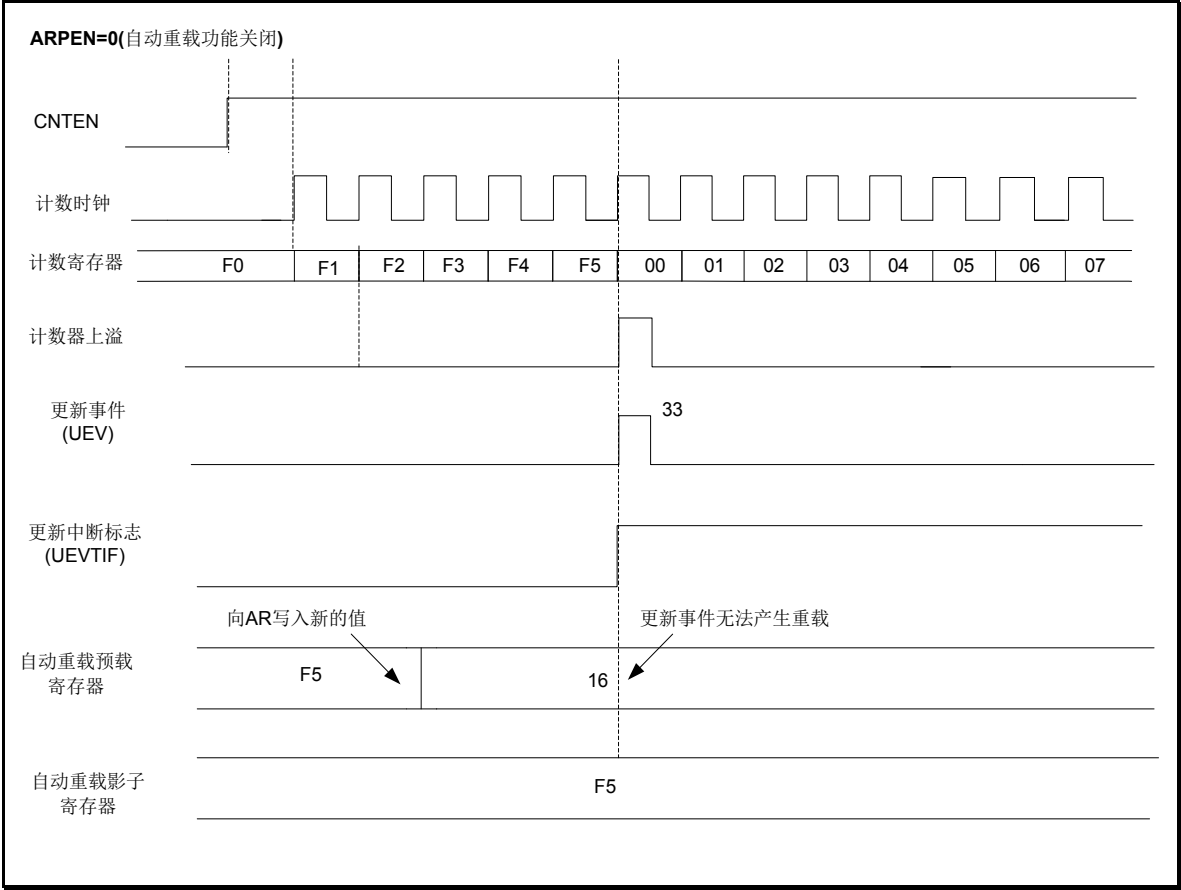 ARPEN=0(自动重载功能关闭)
CNTEN
计数时钟
计数寄存器
F0 F1 F2 F3 F4 F5 00 01 02 03 04 05 06 07
计数器上溢
更新事件
(UEV)
33
更新中断标志
(UEVTIF)
向AR写入新的值
更新事件无法产生重载
自动重载预载
寄存器
F5
16
自动重载影子
寄存器
F5